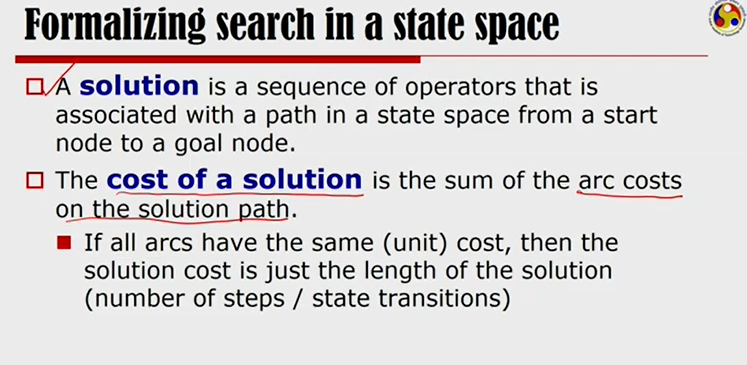 Formalizing search in a state space
A solution is a sequence of operators that is
associated with a path in a state space from a start
node to a goal node.
The cost of a solution is the sum of the arc costs
on the solution path.
If all arcs have the same (unit) cost, then the
solution cost is just the length of the solution
(number of steps / state transitions)